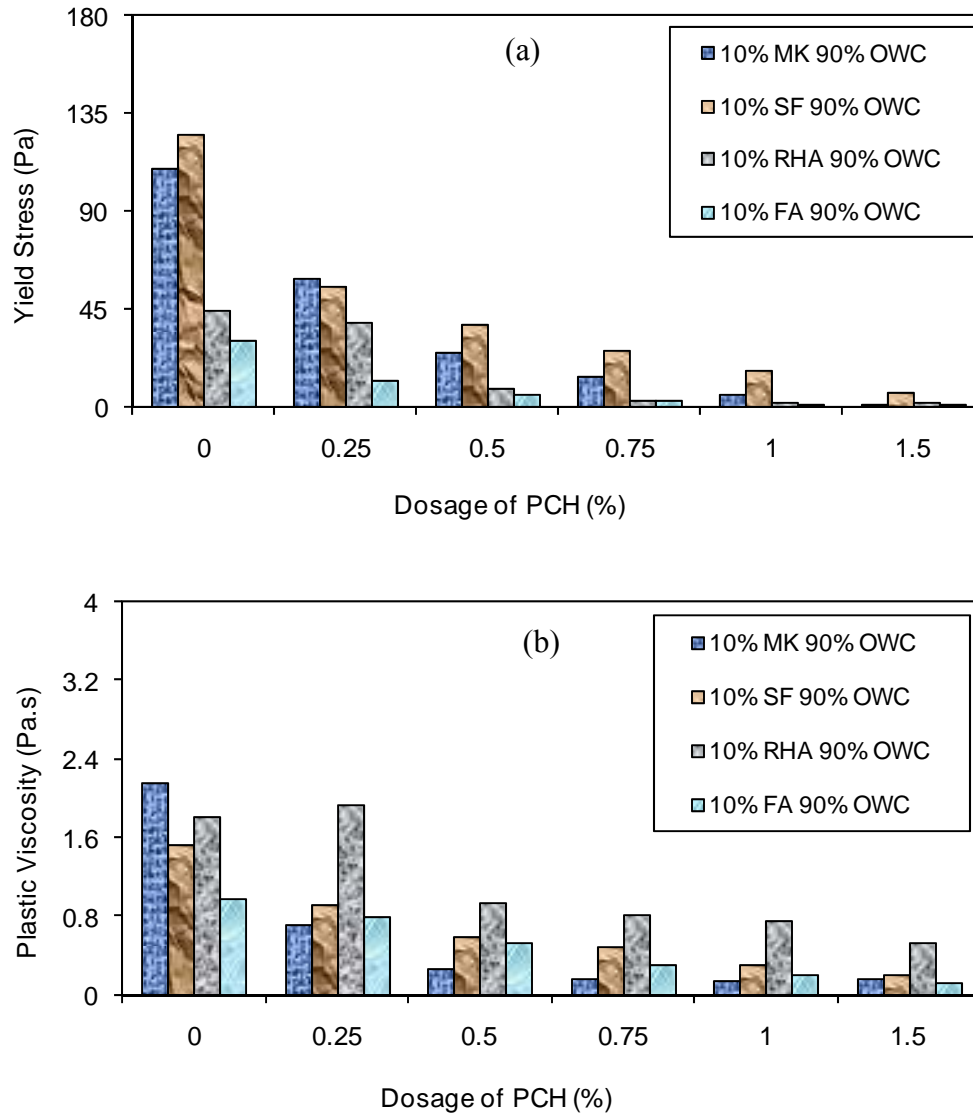 180
135
90
45
0
Yield Stress (Pa)
(a)
10% MK 90% OWC
10% SF 90% OWC
10% RHA 90% OWC
10% FA 90% OWC
0 0.25 0.5 0.75 1 1.5
Dosage of PCH (%)
4
3.2
2.4
1.6
0.8
0
Plastic Viscosity (Pa.s)
(b)
10% MK 90% OWC
10% SF 90% OWC
10% RHA 90% OWC
10% FA 90% OWC
0 0.25 0.5 0.75 1 1.5
Dosage of PCH (%)